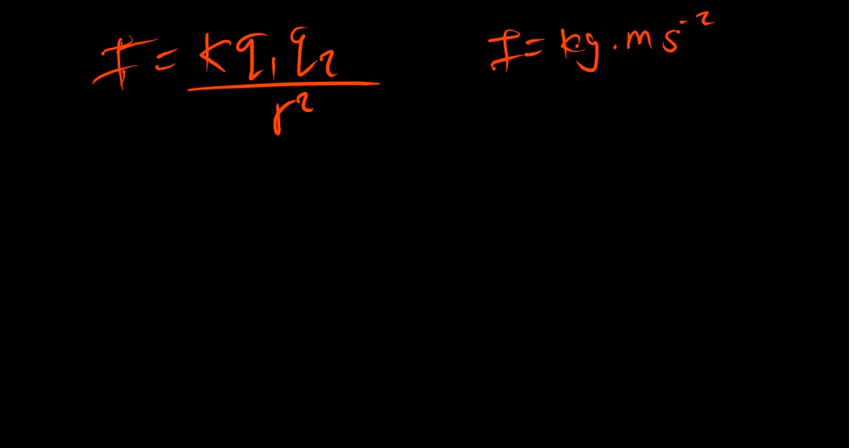 F = kq₁q₂ / r²
F = kg.ms⁻²